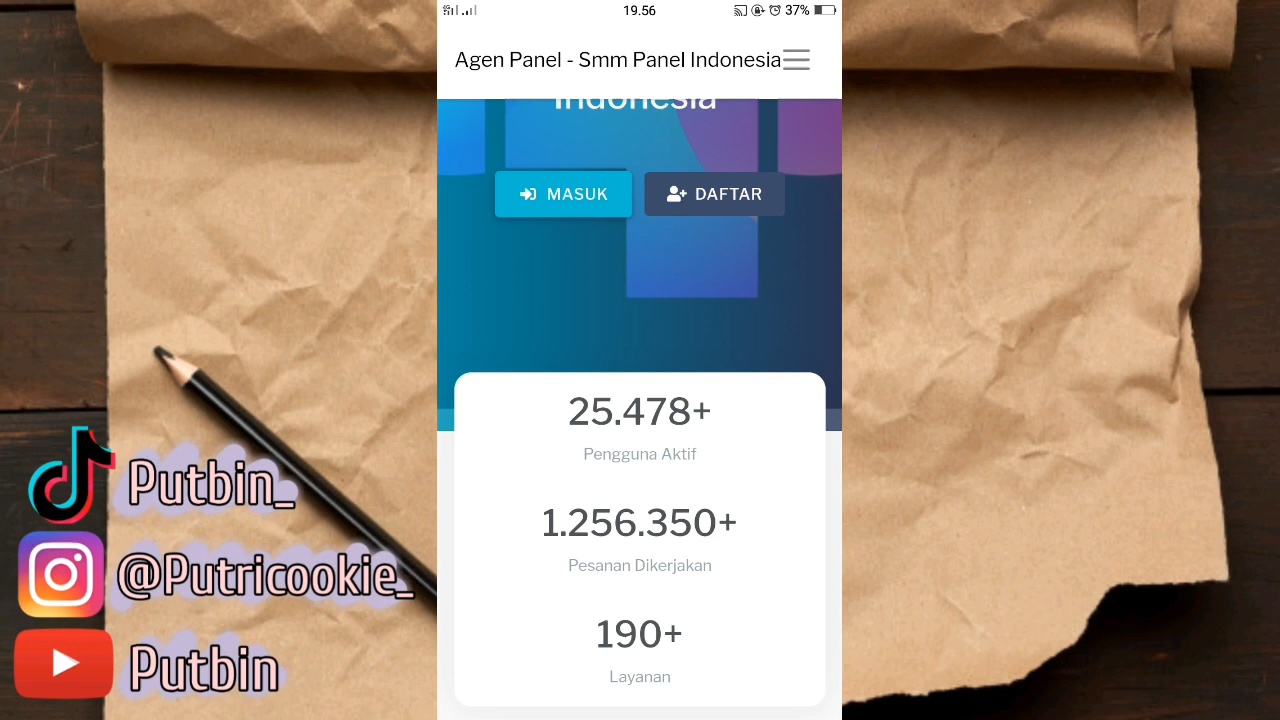 19.56
37%
Agen Panel - Smm Panel Indonesia
Indonesia
MASUK
DAFTAR
25.478+
Pengguna Aktif
1.256.350+
Pesanan Dikerjakan
190+
Layanan
Putbin_
@Putricookie_
Putbin